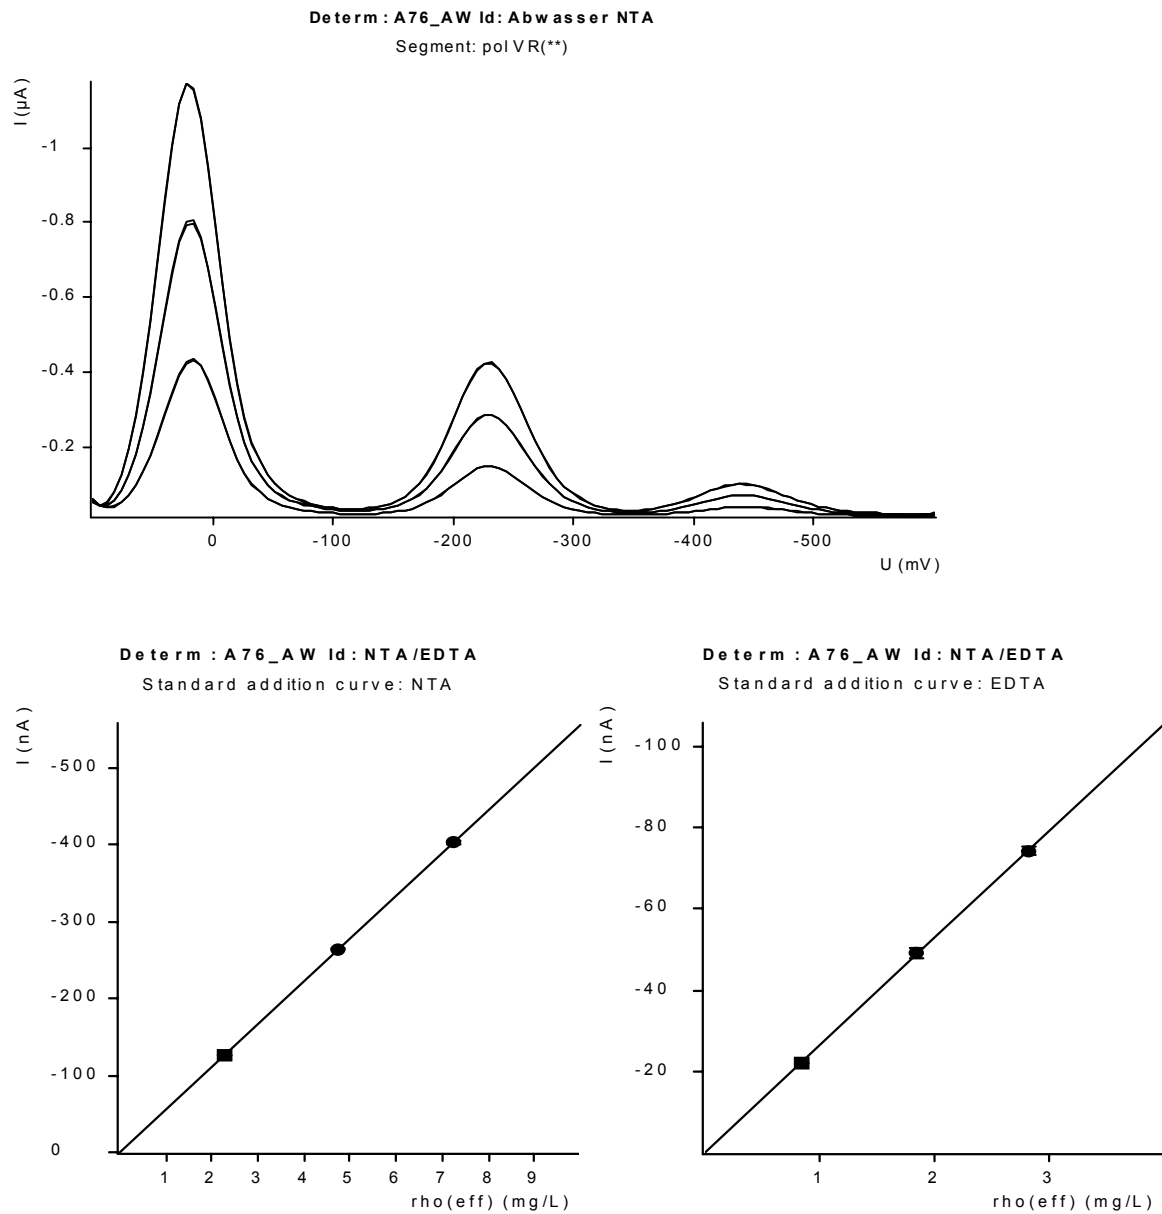 Determ : A76_AW Id: Abwasser NTA
Segment: pol VR(**)
I (µA)
-1
-0.8
-0.6
-0.4
-0.2
0 -100 -200 -300 -400 -500
U (mV)
Determ : A76_AW Id: NTA/EDTA
Standard addition curve: NTA
I (nA)
-500
-400
-300
-200
-100
0
1 2 3 4 5 6 7 8 9
rho(eff) (mg/L)
Determ : A76_AW Id: NTA/EDTA
Standard addition curve: EDTA
I (nA)
-100
-80
-60
-40
-20
1 2 3
rho(eff) (mg/L)